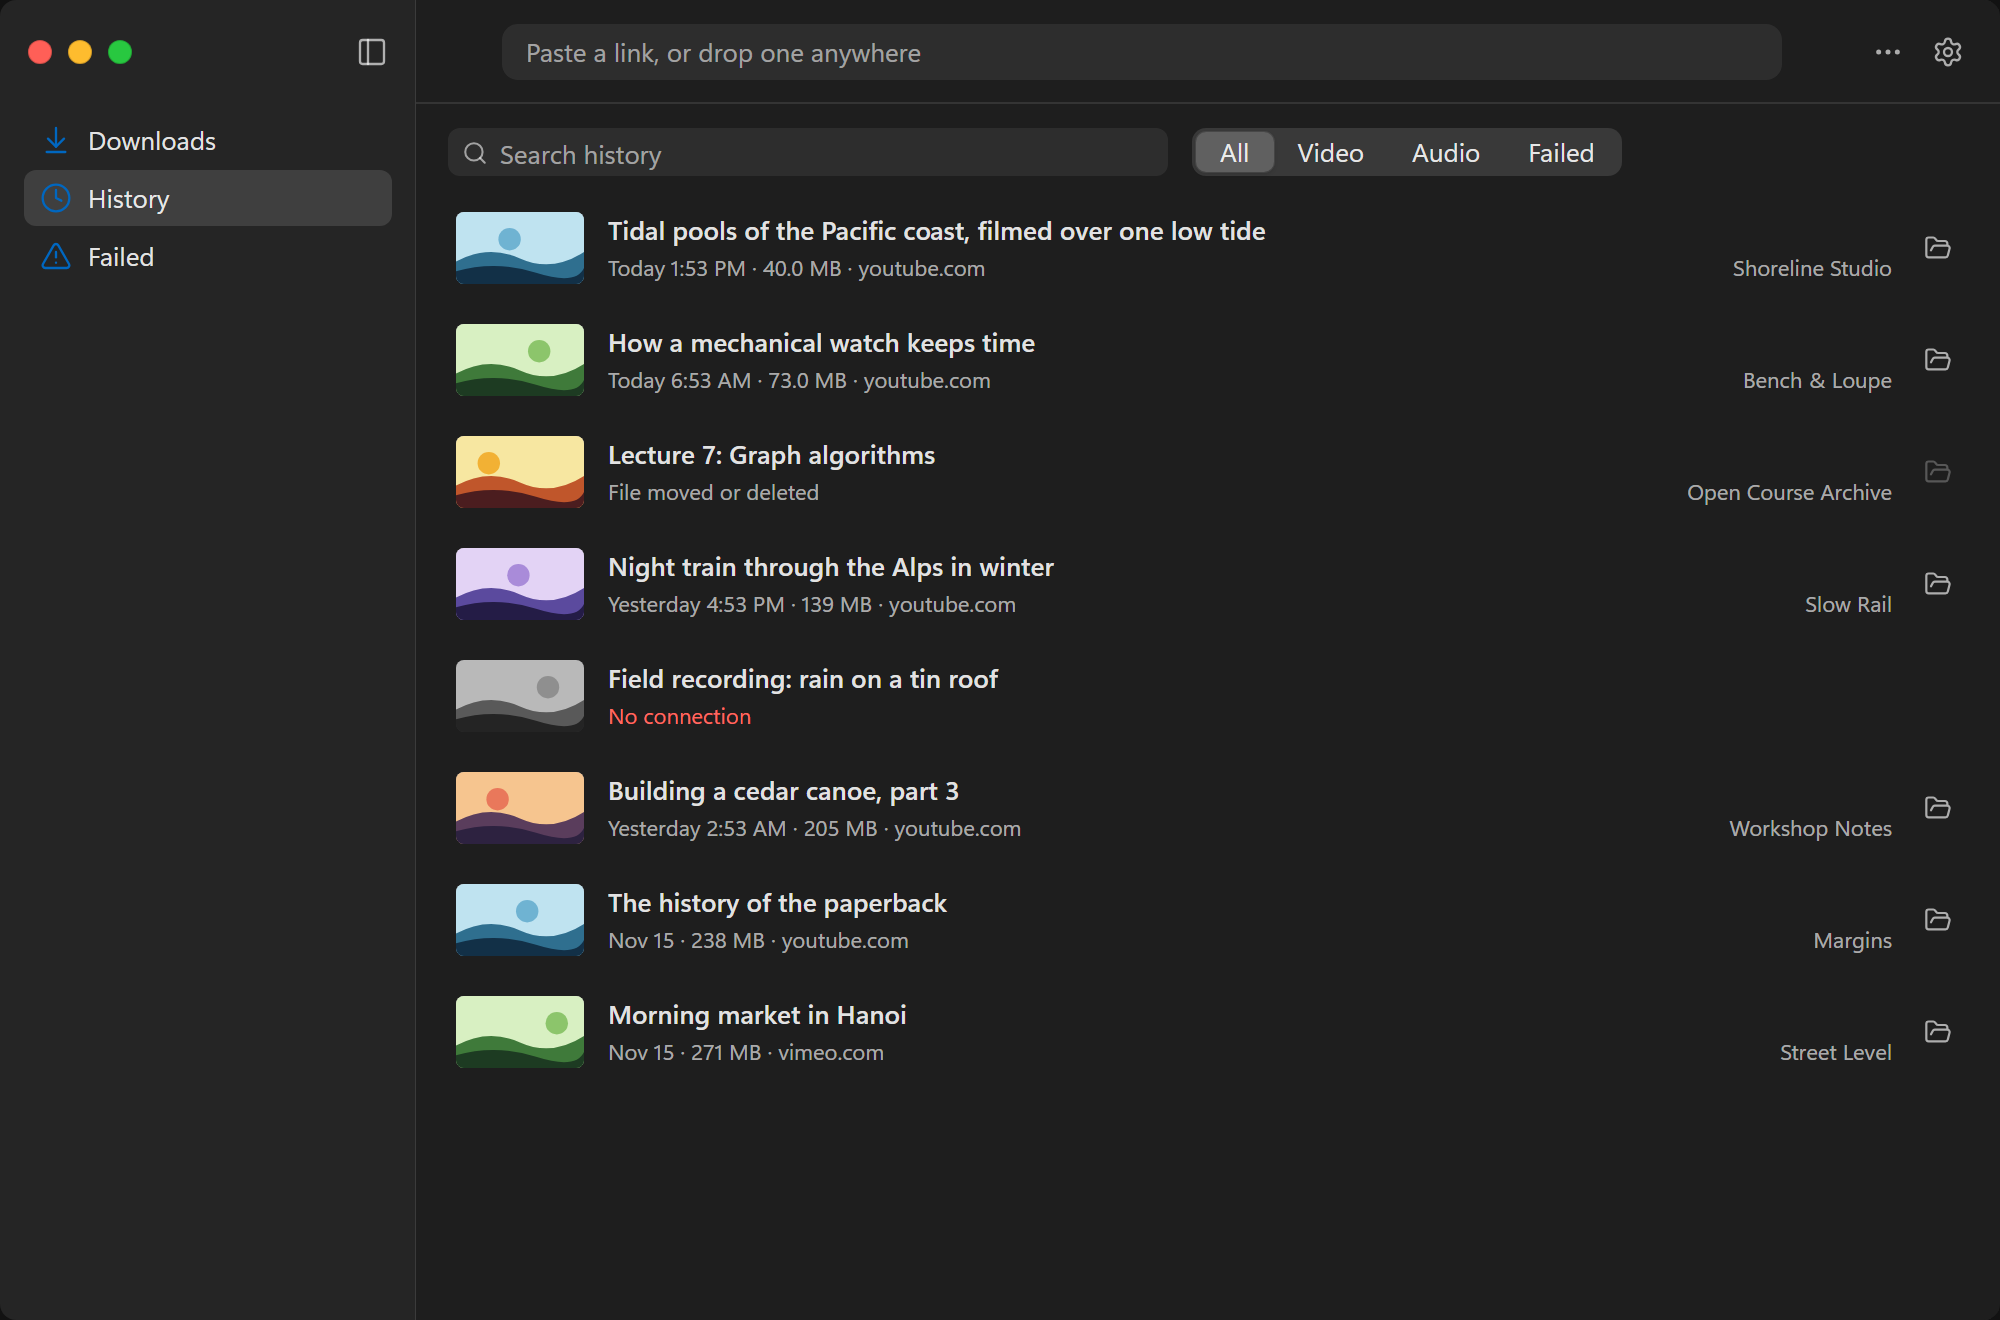 Paste a link, or drop one anywhere
Downloads
History
Failed
Search history
All Video Audio Failed
Tidal pools of the Pacific coast, filmed over one low tide
Today 1:53 PM · 40.0 MB · youtube.com
Shoreline Studio
How a mechanical watch keeps time
Today 6:53 AM · 73.0 MB · youtube.com
Bench & Loupe
Lecture 7: Graph algorithms
File moved or deleted
Open Course Archive
Night train through the Alps in winter
Yesterday 4:53 PM · 139 MB · youtube.com
Slow Rail
Field recording: rain on a tin roof
No connection
Building a cedar canoe, part 3
Yesterday 2:53 AM · 205 MB · youtube.com
Workshop Notes
The history of the paperback
Nov 15 · 238 MB · youtube.com
Margins
Morning market in Hanoi
Nov 15 · 271 MB · vimeo.com
Street Level